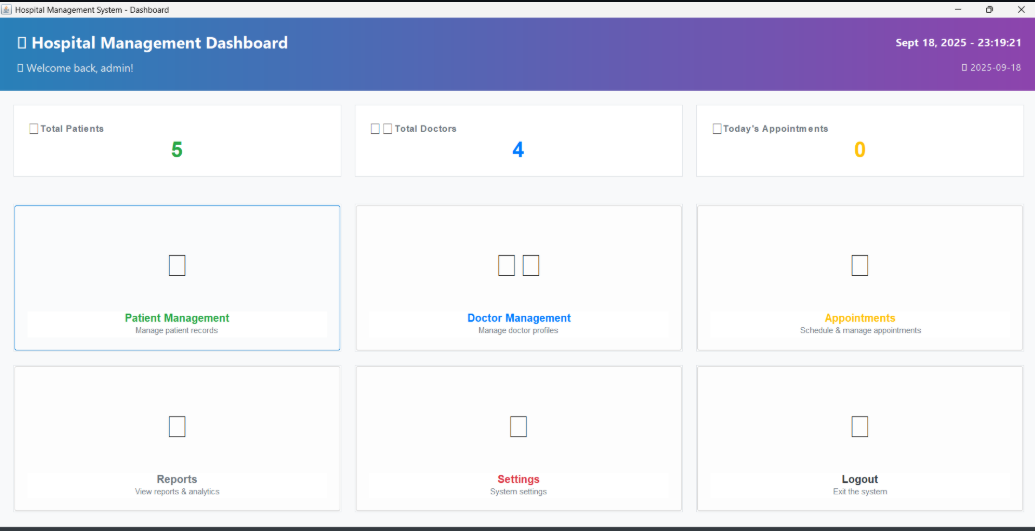 Hospital Management System - Dashboard
Hospital Management Dashboard
Sept 18, 2025 - 23:19:21
Welcome back, admin!
2025-09-18
Total Patients
5
Total Doctors
4
Today's Appointments
0
Patient Management
Manage patient records
Doctor Management
Manage doctor profiles
Appointments
Schedule & manage appointments
Reports
View reports & analytics
Settings
System settings
Logout
Exit the system